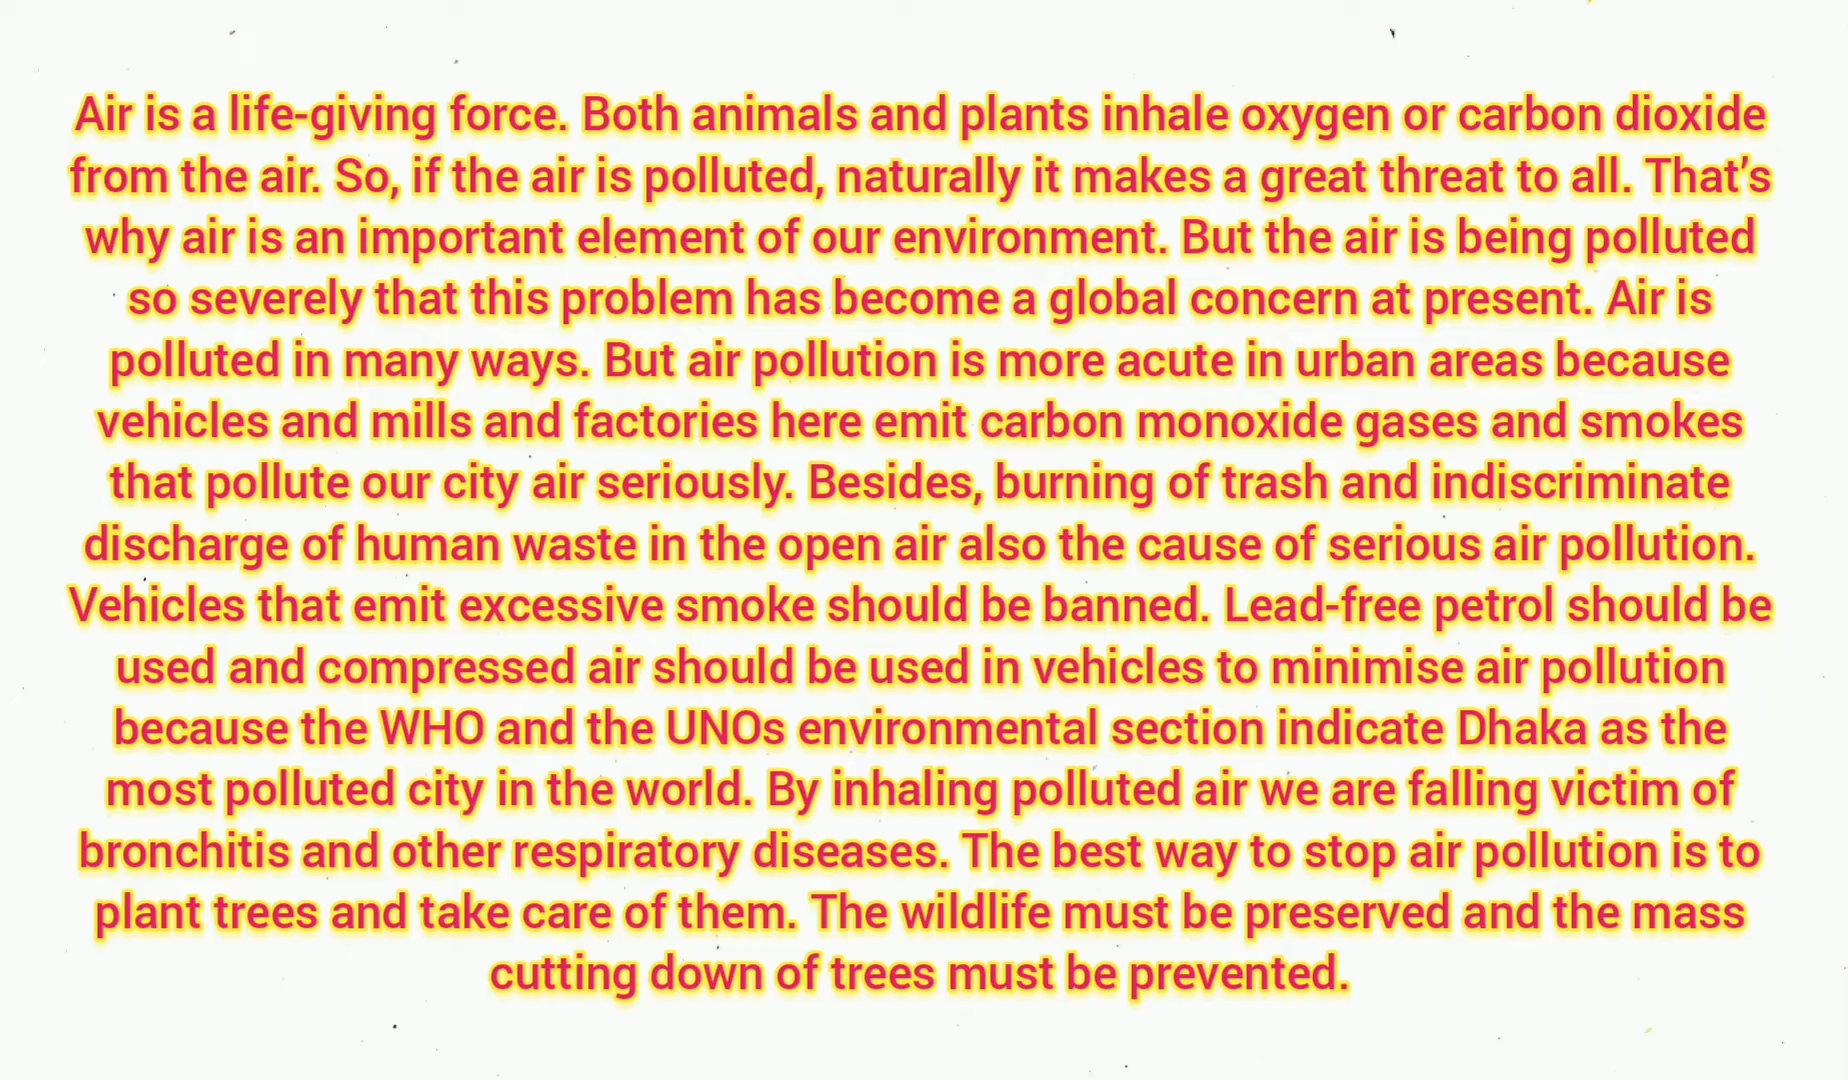 Air is a life-giving force. Both animals and plants inhale oxygen or carbon dioxide
from the air. So, if the air is polluted, naturally it makes a great threat to all. That’s
why air is an important element of our environment. But the air is being polluted
so severely that this problem has become a global concern at present. Air is
polluted in many ways. But air pollution is more acute in urban areas because
vehicles and mills and factories here emit carbon monoxide gases and smokes
that pollute our city air seriously. Besides, burning of trash and indiscriminate
discharge of human waste in the open air also the cause of serious air pollution.
Vehicles that emit excessive smoke should be banned. Lead-free petrol should be
used and compressed air should be used in vehicles to minimise air pollution
because the WHO and the UNOs environmental section indicate Dhaka as the
most polluted city in the world. By inhaling polluted air we are falling victim of
bronchitis and other respiratory diseases. The best way to stop air pollution is to
plant trees and take care of them. The wildlife must be preserved and the mass
cutting down of trees must be prevented.